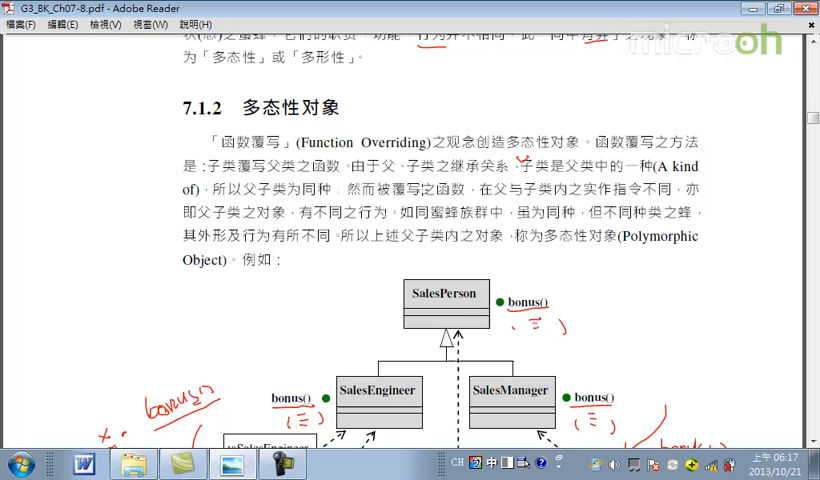 G3_BK_Ch07-8.pdf - Adobe Reader
檔案(F) 編輯(E) 檢視(V) 視窗(W) 說明(H)
microoh
为「多态性」或「多形性」。
7.1.2 多态性对象
「函数覆写」(Function Overriding)之观念创造多态性对象。函数覆写之方法
是：子类覆写父类之函数。由于父、子类之继承关系，子类是父类中的一种(A kind
of)，所以父子类为同种，然而被覆写之函数，在父与子类内之实作指令不同，亦
即父子类之对象，有不同之行为。如同蜜蜂族群中，虽为同种，但不同种类之蜂，
其外形及行为有所不同。所以上述父子类内之对象，称为多态性对象(Polymorphic
Object)。例如：
SalesPerson
bonus()
bonus()
SalesEngineer
SalesManager
bonus()
bonus()
CH 中
上午 06:17
2013/10/21